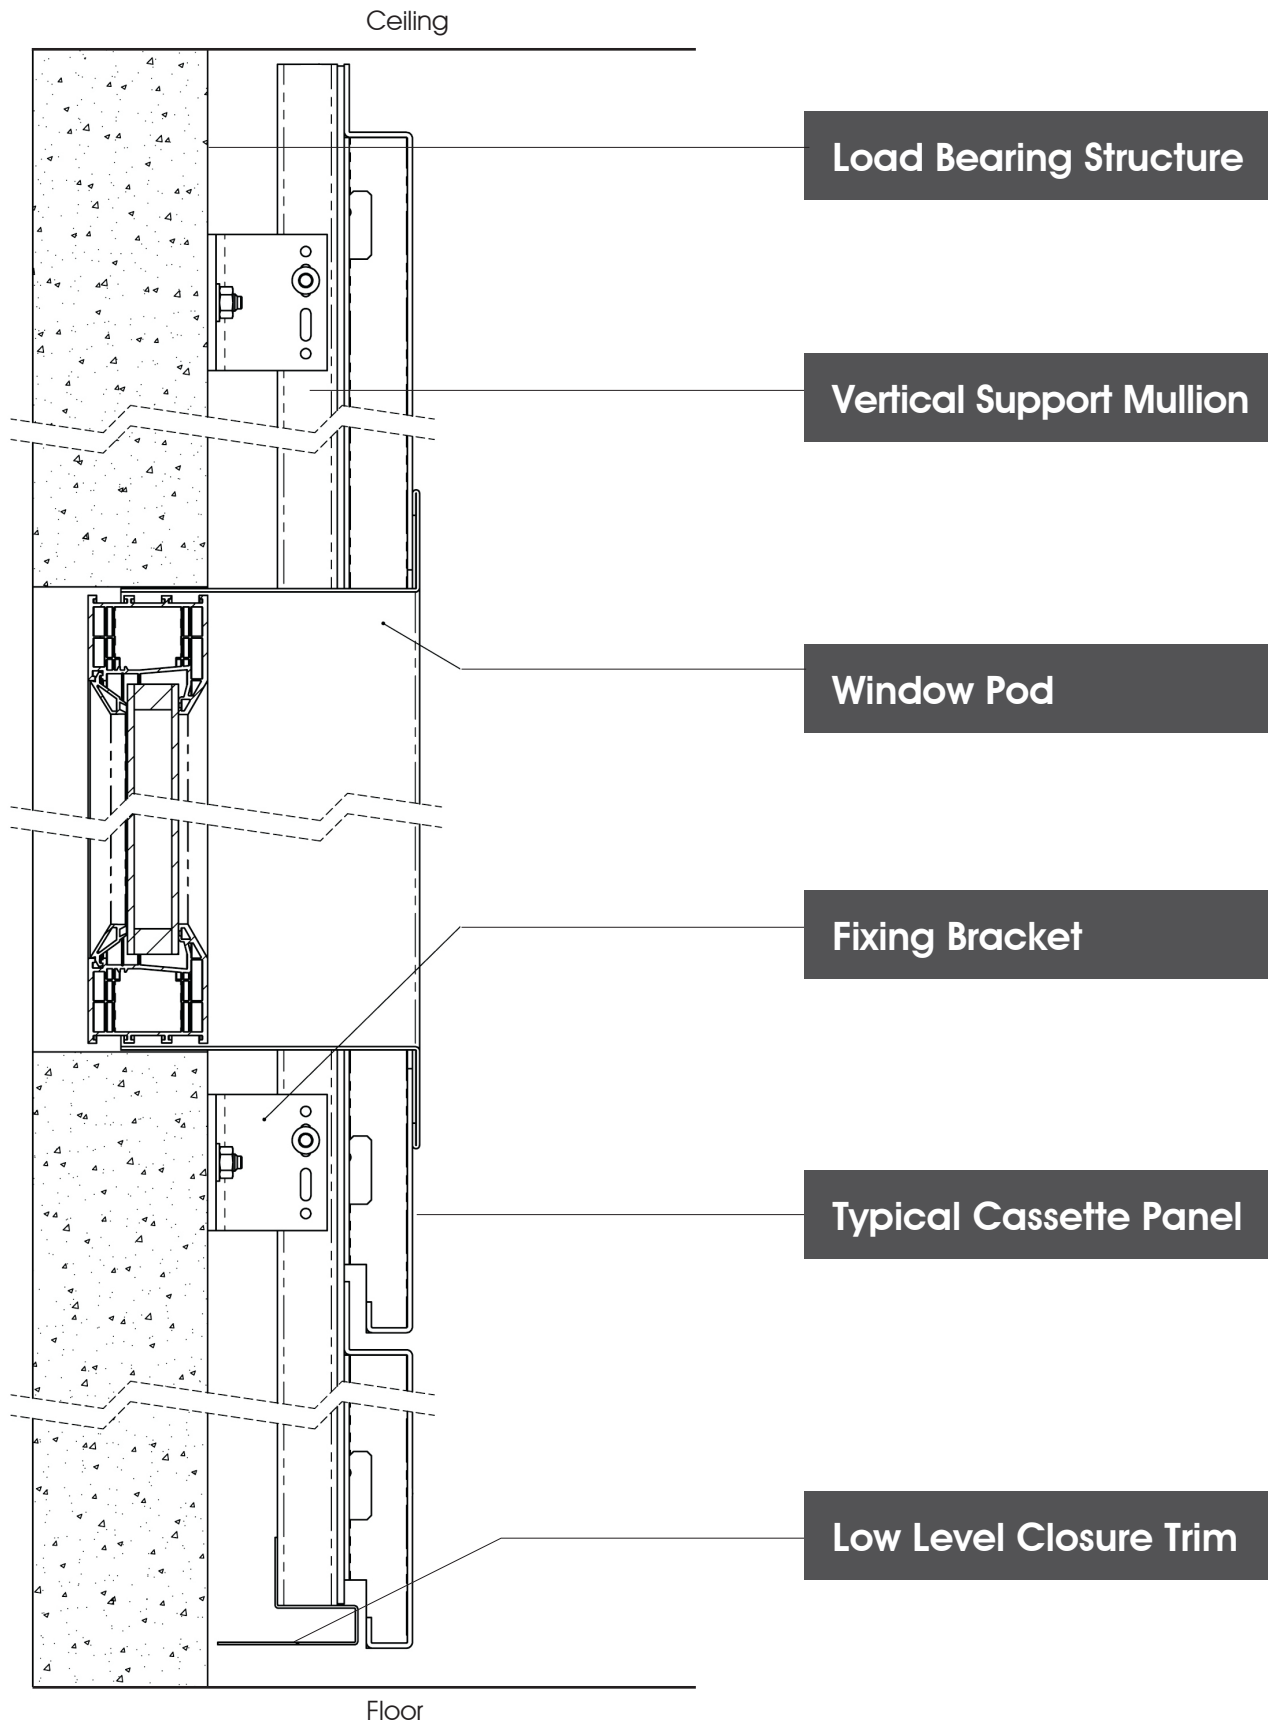 Ceiling
Load Bearing Structure
Vertical Support Mullion
Window Pod
Fixing Bracket
Typical Cassette Panel
Low Level Closure Trim
Floor